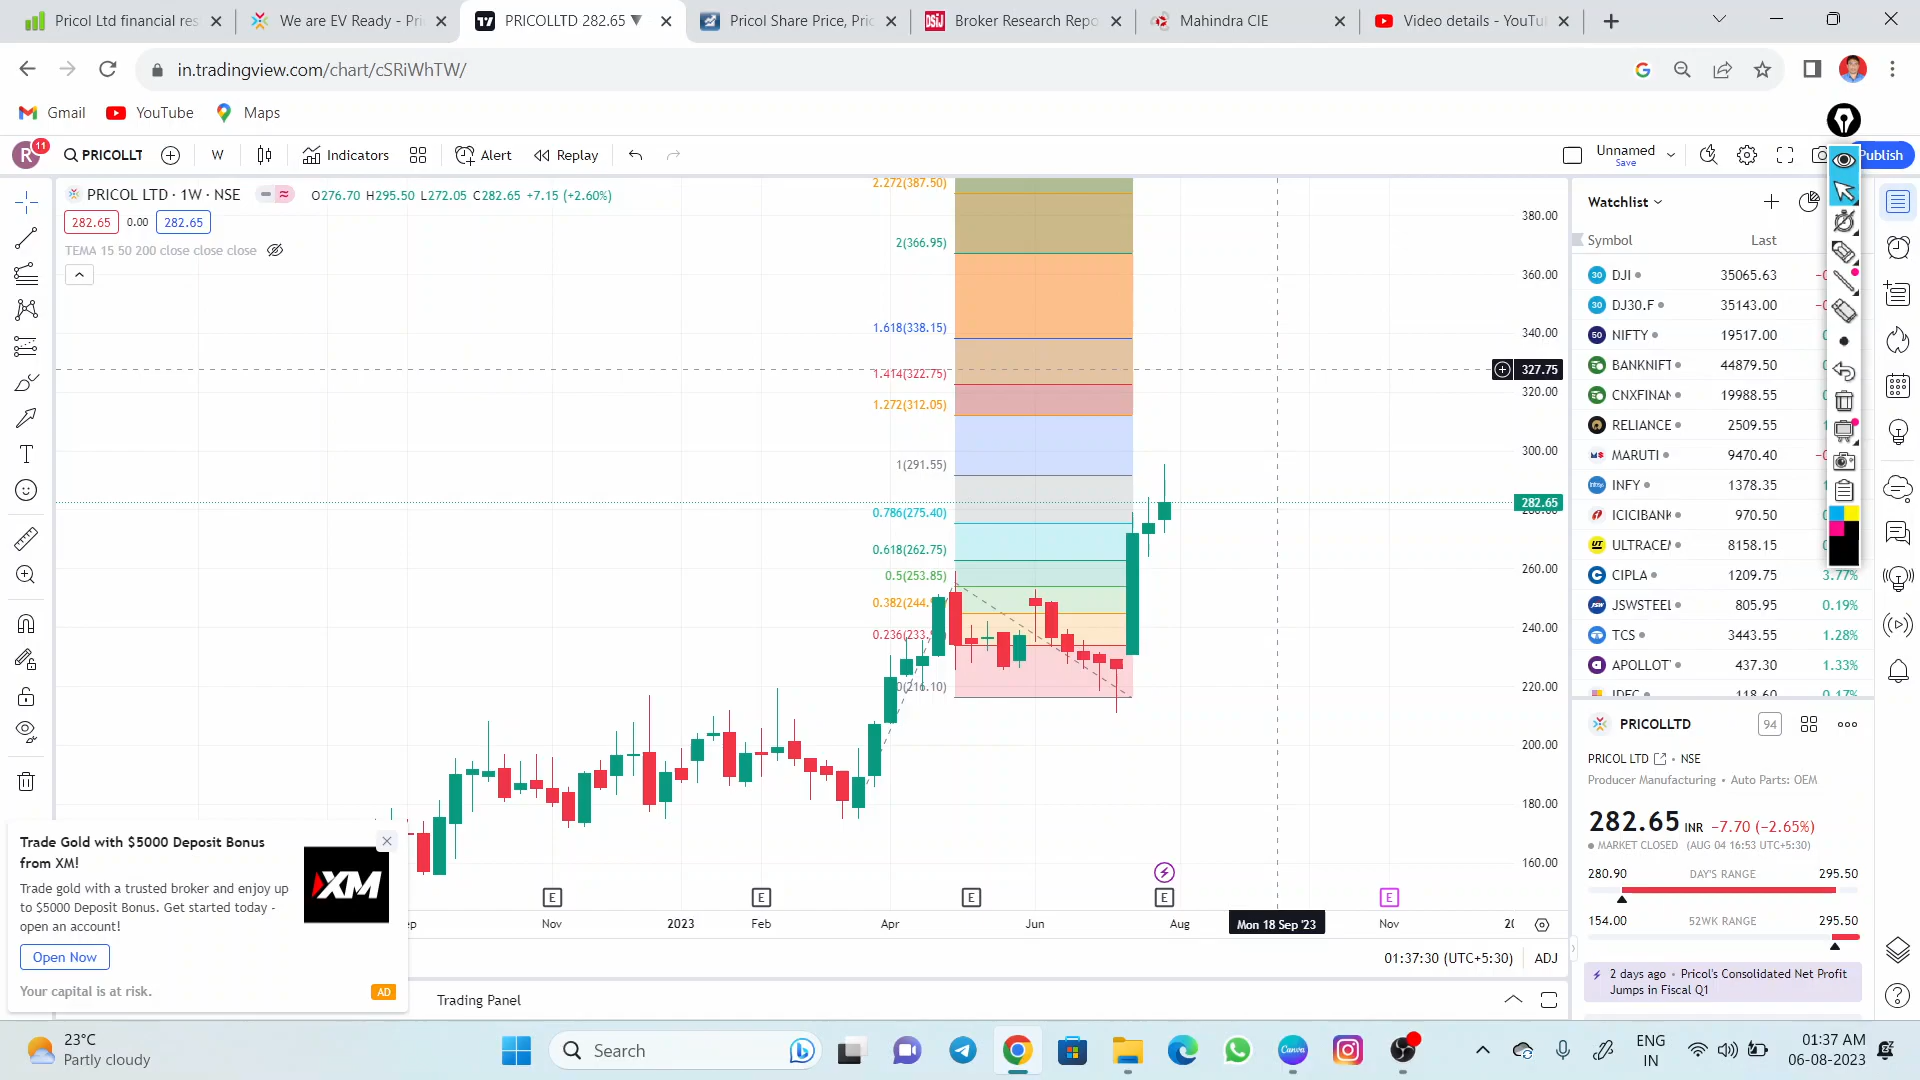 Pricol Ltd financial res
We are EV Ready - Pri
PRICOLLTD 282.65 ▼
Pricol Share Price, Pric
Broker Research Repo
Mahindra CIE
Video details - YouTu
in.tradingview.com/chart/cSRiWhTW/
Gmail
YouTube
Maps
R
11
PRICOLLT
W
Indicators
Alert
Replay
Unnamed
Save
Publish
PRICOL LTD · 1W · NSE
O276.70 H295.50 L272.05 C282.65 +7.15 (+2.60%)
282.65
0.00
282.65
TEMA 15 50 200 close close close
2.272(387.50)
2(366.95)
1.618(338.15)
1.414(322.75)
1.272(312.05)
1(291.55)
0.786(275.40)
0.618(262.75)
0.5(253.85)
0.382(244.
0.236(233.
0(216.10)
380.00
360.00
340.00
327.75
320.00
300.00
282.65
280.00
260.00
240.00
220.00
200.00
180.00
160.00
E
E
E
E
E
Nov
2023
Feb
Apr
Jun
Aug
Mon 18 Sep '23
Nov
01:37:30 (UTC+5:30)
ADJ
Trading Panel
Trade Gold with $5000 Deposit Bonus
from XM!
Trade gold with a trusted broker and enjoy up
to $5000 Deposit Bonus. Get started today -
open an account!
XM
Open Now
Your capital is at risk.
AD
Watchlist
Symbol
Last
DJI 35065.63
DJ30.F 35143.00
NIFTY 19517.00
BANKNIFT 44879.50
CNXFINAN 19988.55
RELIANCE 2509.55
MARUTI 9470.40
INFY 1378.35
ICICIBANK 970.50
ULTRACEM 8158.15
CIPLA 1209.75 3.77%
JSWSTEEL 805.95 0.19%
TCS 3443.55 1.28%
APOLLOT 437.30 1.33%
PRICOLLTD
94
PRICOL LTD • NSE
Producer Manufacturing • Auto Parts: OEM
282.65 INR −7.70 (−2.65%)
MARKET CLOSED (AUG 04 16:53 UTC+5:30)
280.90 DAY'S RANGE 295.50
154.00 52WK RANGE 295.50
2 days ago • Pricol's Consolidated Net Profit
Jumps in Fiscal Q1
23°C
Partly cloudy
Search
ENG
IN
01:37 AM
06-08-2023